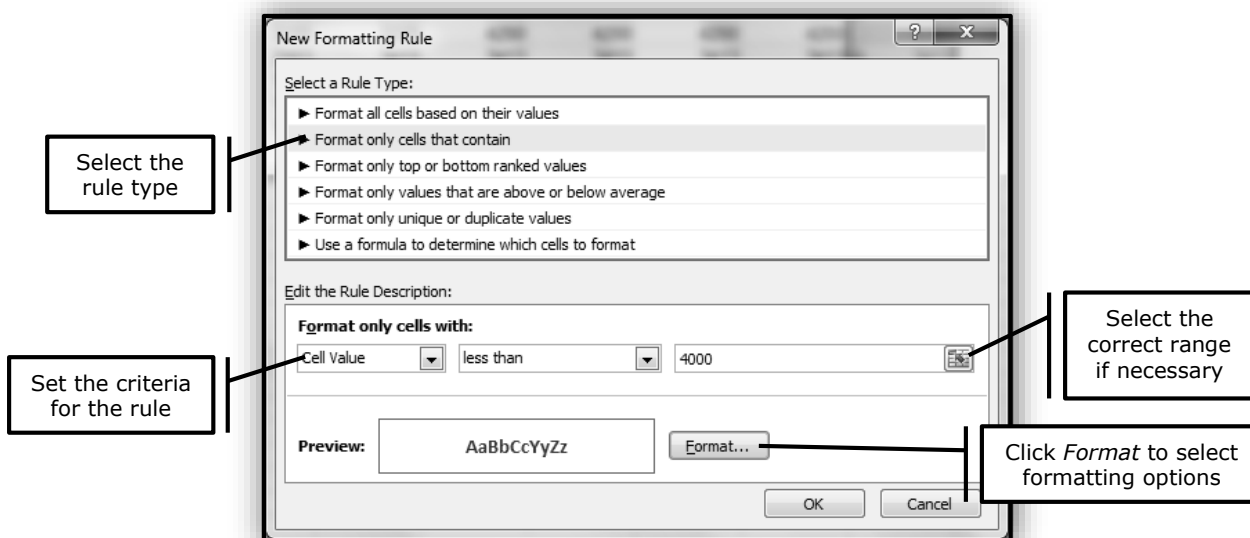 New Formatting Rule
Select a Rule Type:
► Format all cells based on their values
► Format only cells that contain
► Format only top or bottom ranked values
► Format only values that are above or below average
► Format only unique or duplicate values
► Use a formula to determine which cells to format
Select the
rule type
Edit the Rule Description:
Format only cells with:
Cell Value
less than
4000
Select the
correct range
if necessary
Set the criteria
for the rule
Preview:
AaBbCcYyZz
Format...
Click Format to select
formatting options
OK
Cancel